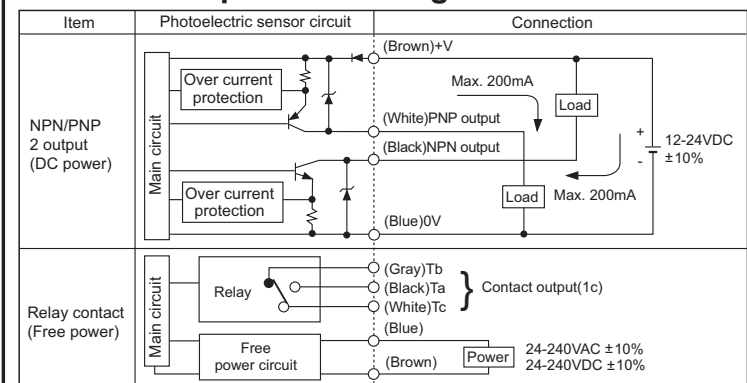 Item
Photoelectric sensor circuit
Connection
NPN/PNP
2 output
(DC power)
Main circuit
Over current
protection
Over current
protection
(Brown)+V
(White)PNP output
(Black)NPN output
(Blue)0V
Max. 200mA
Load
Load
Max. 200mA
+
-
12-24VDC
±10%
Relay contact
(Free power)
Main circuit
Relay
Free
power circuit
(Gray)Tb
(Black)Ta
(White)Tc
Contact output(1c)
(Blue)
(Brown)
Power
24-240VAC ±10%
24-240VDC ±10%